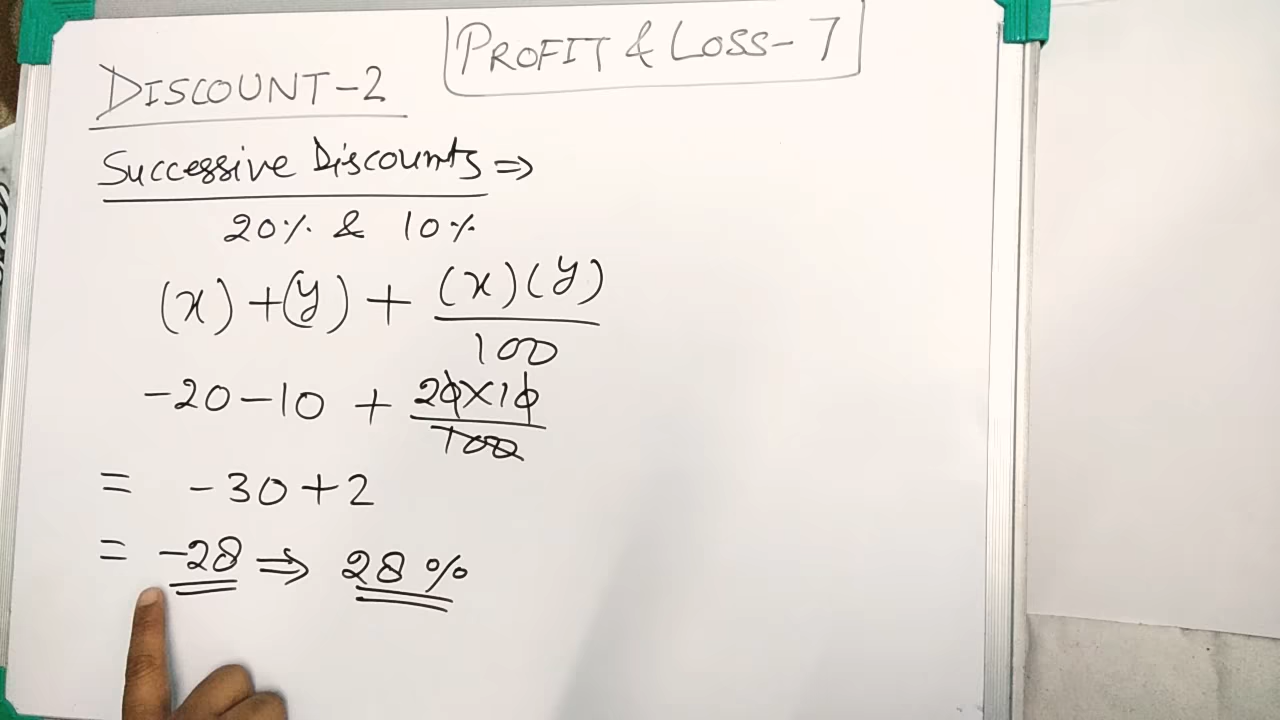 PROFIT & LOSS-7
DISCOUNT-2
Successive Discounts ⇒
20% & 10%
(x) + (y) + (x)(y)/100
-20-10 + 20×10/100
= -30+2
= -28 ⇒ 28%